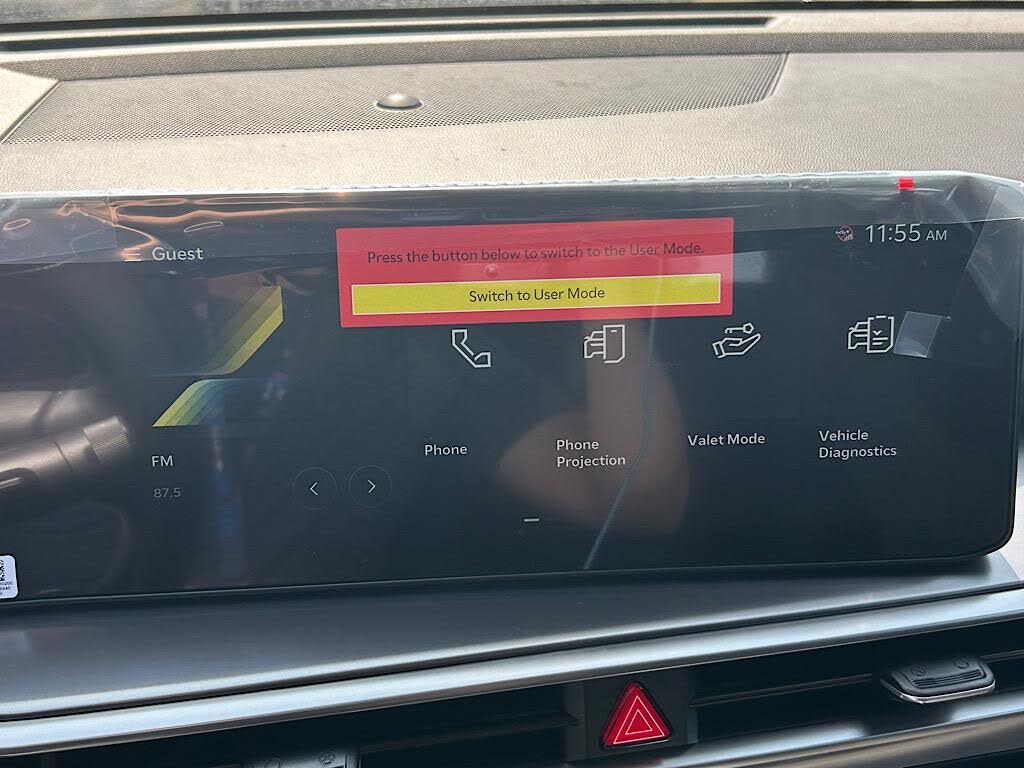 Guest
Press the button below to switch to the User Mode.
Switch to User Mode
11:55 AM
FM
87.5
Phone
Phone
Projection
Valet Mode
Vehicle
Diagnostics